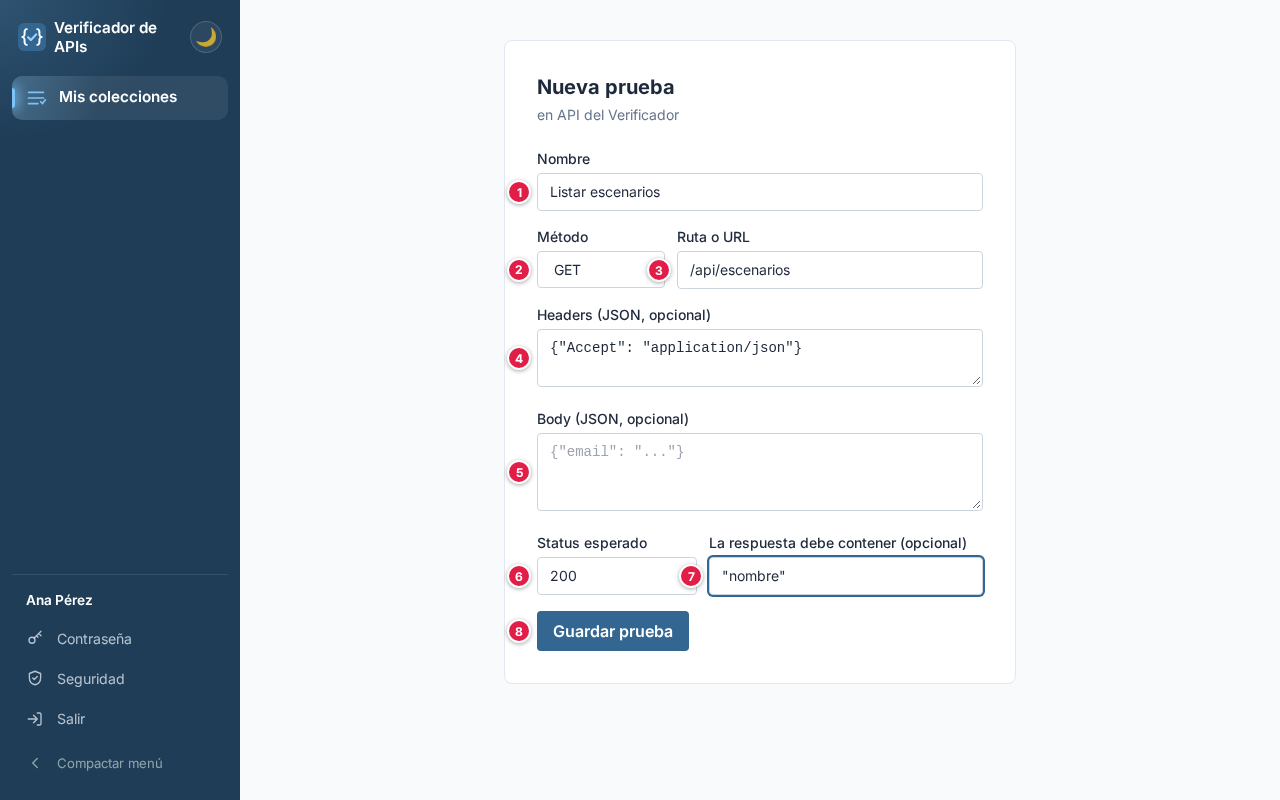 Verificador de
APIs
Mis colecciones
Nueva prueba
en API del Verificador
Nombre
1 Listar escenarios
Método Ruta o URL
2 GET 3 /api/escenarios
Headers (JSON, opcional)
4 {"Accept": "application/json"}
Body (JSON, opcional)
5 {"email": "..."}
Status esperado La respuesta debe contener (opcional)
6 200 7 "nombre"
8 Guardar prueba
Ana Pérez
Contraseña
Seguridad
Salir
Compactar menú